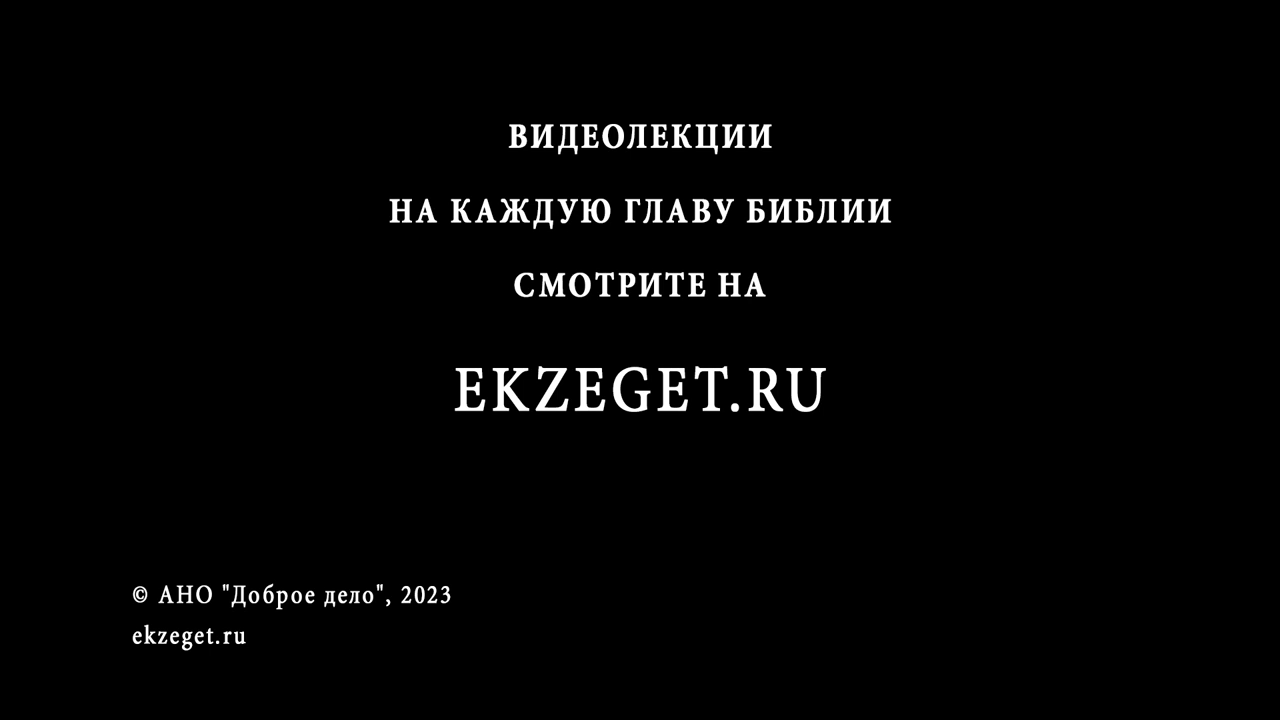 ВИДЕОЛЕКЦИИ
НА КАЖДУЮ ГЛАВУ БИБЛИИ
СМОТРИТЕ НА
EKZEGET.RU
© АНО "Доброе дело", 2023
ekzeget.ru